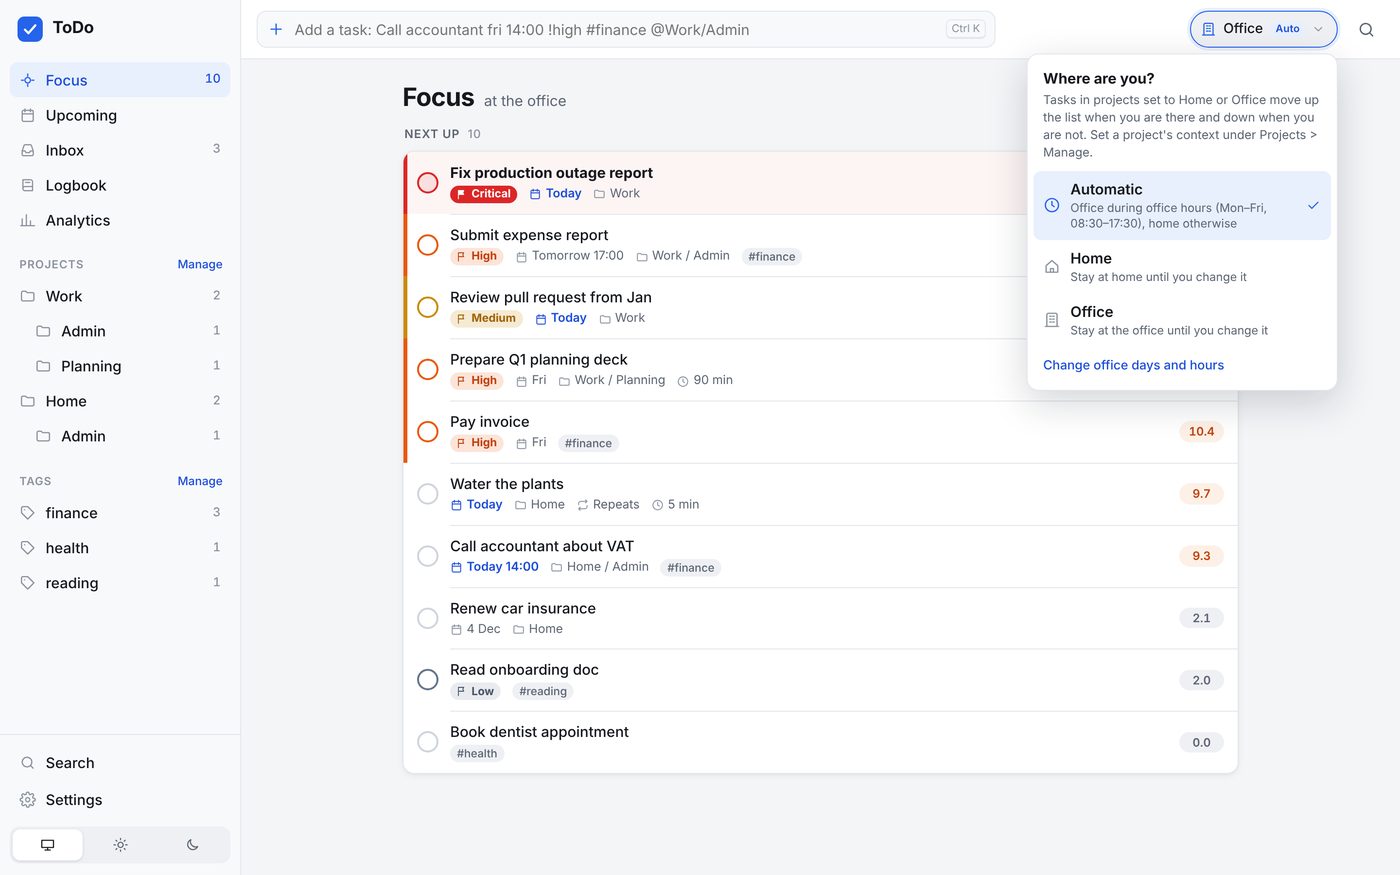 ToDo
Add a task: Call accountant fri 14:00 !high #finance @Work/Admin
Ctrl K
Office Auto
Focus 10
Upcoming
Inbox 3
Logbook
Analytics
PROJECTS Manage
Work 2
Admin 1
Planning 1
Home 2
Admin 1
TAGS Manage
finance 3
health 1
reading 1
Search
Settings
Focus at the office
NEXT UP 10
Fix production outage report
Critical Today Work
Submit expense report
High Tomorrow 17:00 Work / Admin #finance
Review pull request from Jan
Medium Today Work
Prepare Q1 planning deck
High Fri Work / Planning 90 min
Pay invoice
High Fri #finance
10.4
Water the plants
Today Home Repeats 5 min
9.7
Call accountant about VAT
Today 14:00 Home / Admin #finance
9.3
Renew car insurance
4 Dec Home
2.1
Read onboarding doc
Low #reading
2.0
Book dentist appointment
#health
0.0
Where are you?
Tasks in projects set to Home or Office move up
the list when you are there and down when you
are not. Set a project's context under Projects >
Manage.
Automatic
Office during office hours (Mon–Fri,
08:30–17:30), home otherwise
Home
Stay at home until you change it
Office
Stay at the office until you change it
Change office days and hours